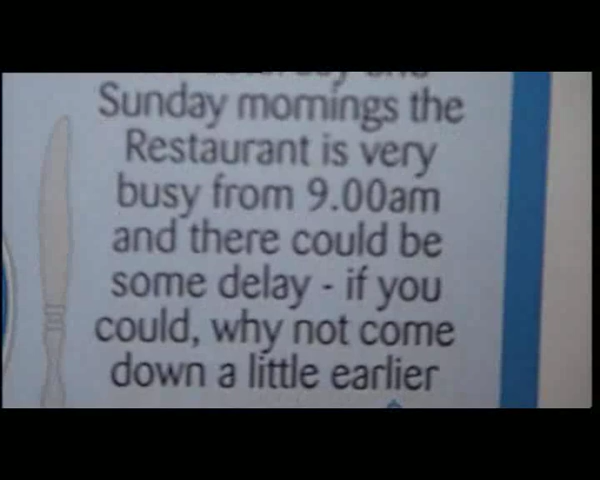 Sunday mornings the
Restaurant is very
busy from 9.00am
and there could be
some delay - if you
could, why not come
down a little earlier